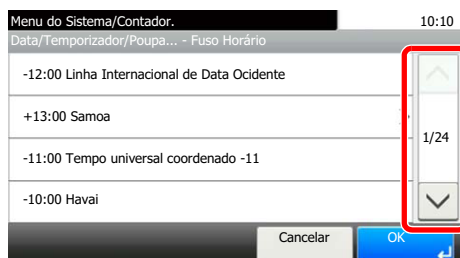 Menu do Sistema/Contador. 10:10
Data/Temporizador/Poupa... - Fuso Horário
-12:00 Linha Internacional de Data Ocidente
+13:00 Samoa
1/24
-11:00 Tempo universal coordenado -11
-10:00 Havai
Cancelar OK